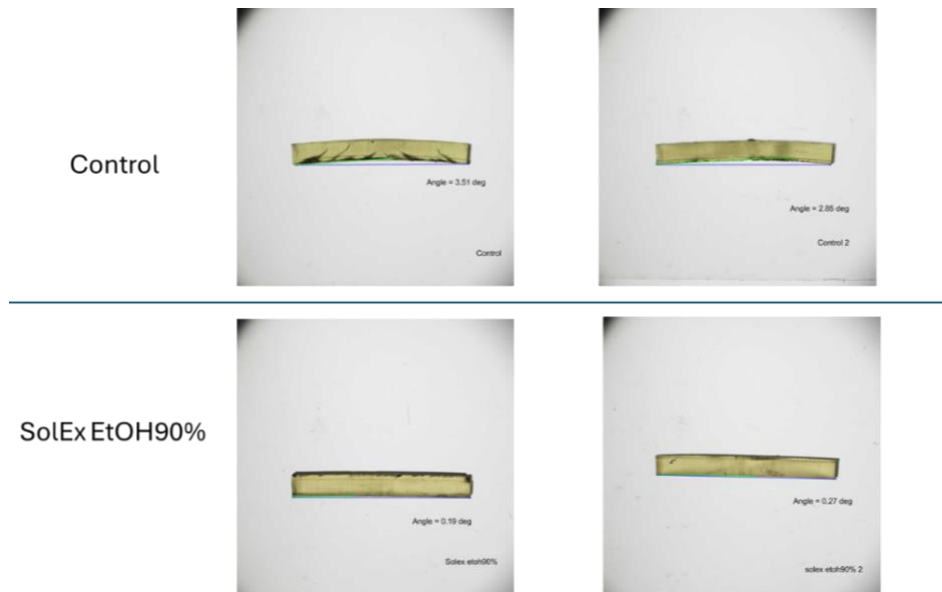 Control
Angle = 3.51 deg
Control
Angle = 2.86 deg
Control 2
SolEx EtOH90%
Angle = 0.19 deg
Solex etoh90%
Angle = 0.27 deg
solex etoh90% 2